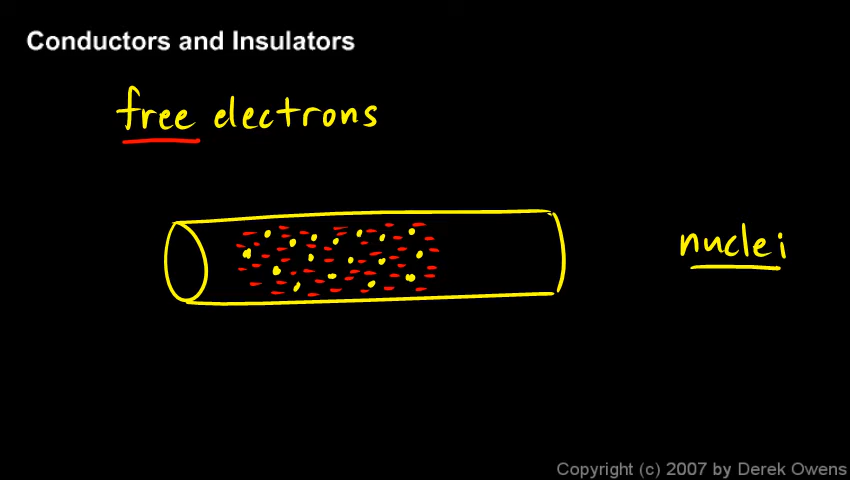 Conductors and Insulators
free electrons
nuclei
Copyright (c) 2007 by Derek Owens